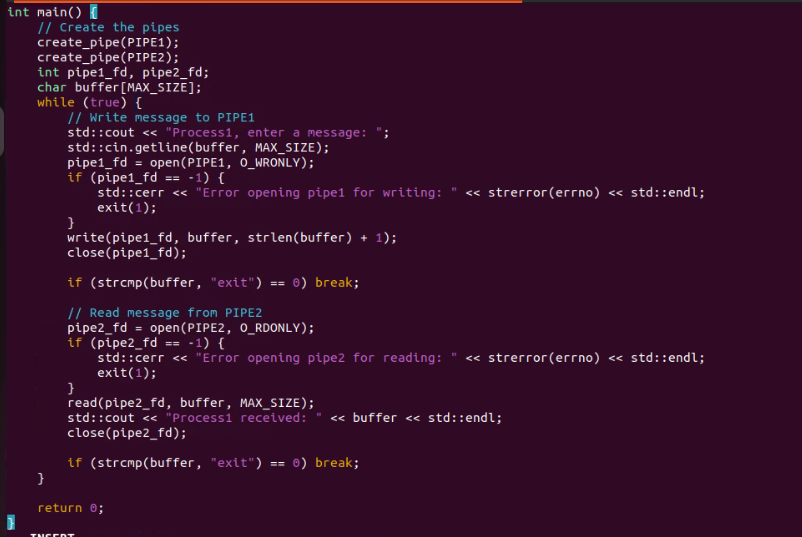 int main() {
    // Create the pipes
    create_pipe(PIPE1);
    create_pipe(PIPE2);
    int pipe1_fd, pipe2_fd;
    char buffer[MAX_SIZE];
    while (true) {
        // Write message to PIPE1
        std::cout << "Process1, enter a message: ";
        std::cin.getline(buffer, MAX_SIZE);
        pipe1_fd = open(PIPE1, O_WRONLY);
        if (pipe1_fd == -1) {
            std::cerr << "Error opening pipe1 for writing: " << strerror(errno) << std::endl;
            exit(1);
        }
        write(pipe1_fd, buffer, strlen(buffer) + 1);
        close(pipe1_fd);

        if (strcmp(buffer, "exit") == 0) break;

        // Read message from PIPE2
        pipe2_fd = open(PIPE2, O_RDONLY);
        if (pipe2_fd == -1) {
            std::cerr << "Error opening pipe2 for reading: " << strerror(errno) << std::endl;
            exit(1);
        }
        read(pipe2_fd, buffer, MAX_SIZE);
        std::cout << "Process1 received: " << buffer << std::endl;
        close(pipe2_fd);

        if (strcmp(buffer, "exit") == 0) break;
    }

    return 0;
}
INSERT